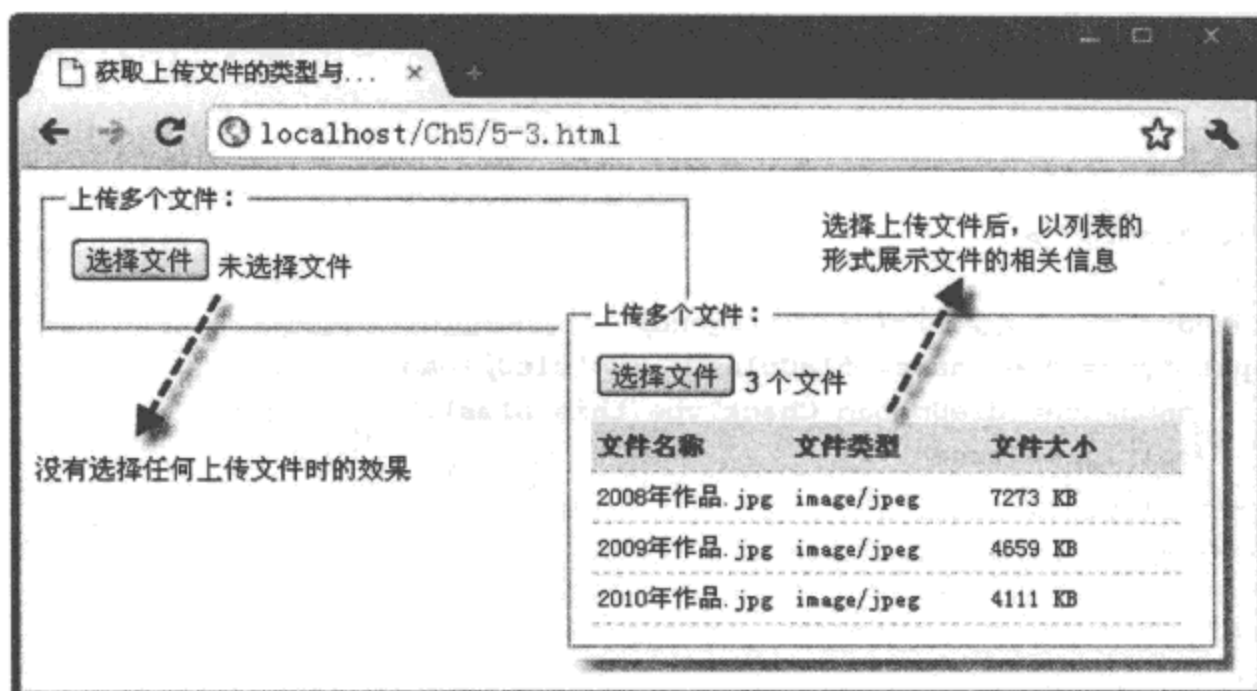 获取上传文件的类型与...
localhost/Ch5/5-3.html
上传多个文件：
选择文件 未选择文件
没有选择任何上传文件时的效果
选择上传文件后，以列表的
形式展示文件的相关信息
上传多个文件：
选择文件 3 个文件
文件名称 文件类型 文件大小
2008年作品.jpg image/jpeg 7273 KB
2009年作品.jpg image/jpeg 4659 KB
2010年作品.jpg image/jpeg 4111 KB